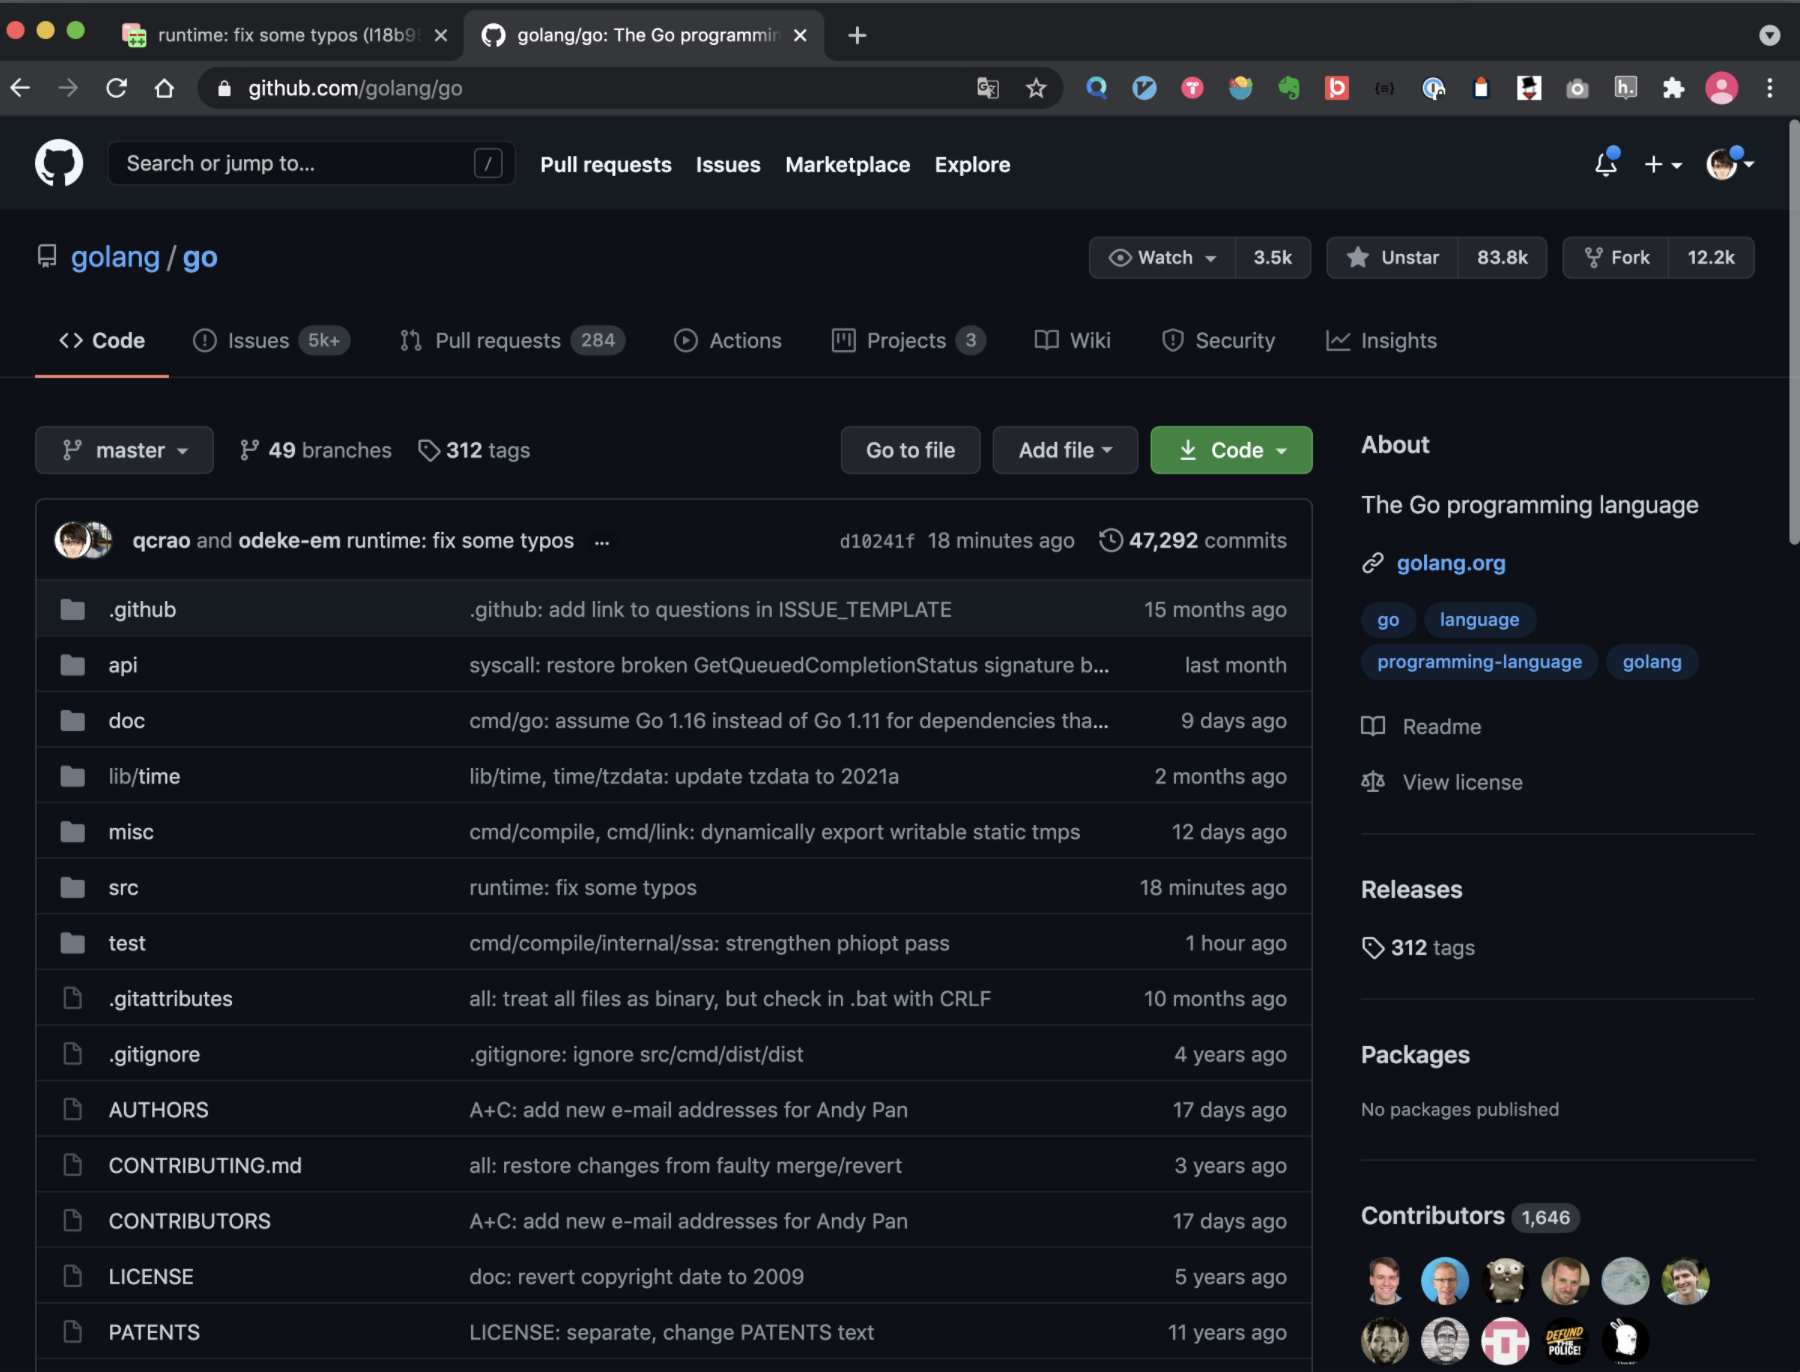 runtime: fix some typos (I18b95
golang/go: The Go programmin
github.com/golang/go
Search or jump to... /
Pull requests Issues Marketplace Explore
golang / go
Watch 3.5k Unstar 83.8k Fork 12.2k
Code Issues 5k+ Pull requests 284 Actions Projects 3 Wiki Security Insights
master 49 branches 312 tags Go to file Add file Code
qcrao and odeke-em runtime: fix some typos ... d10241f 18 minutes ago 47,292 commits
.github .github: add link to questions in ISSUE_TEMPLATE 15 months ago
api syscall: restore broken GetQueuedCompletionStatus signature b... last month
doc cmd/go: assume Go 1.16 instead of Go 1.11 for dependencies tha... 9 days ago
lib/time lib/time, time/tzdata: update tzdata to 2021a 2 months ago
misc cmd/compile, cmd/link: dynamically export writable static tmps 12 days ago
src runtime: fix some typos 18 minutes ago
test cmd/compile/internal/ssa: strengthen phiopt pass 1 hour ago
.gitattributes all: treat all files as binary, but check in .bat with CRLF 10 months ago
.gitignore .gitignore: ignore src/cmd/dist/dist 4 years ago
AUTHORS A+C: add new e-mail addresses for Andy Pan 17 days ago
CONTRIBUTING.md all: restore changes from faulty merge/revert 3 years ago
CONTRIBUTORS A+C: add new e-mail addresses for Andy Pan 17 days ago
LICENSE doc: revert copyright date to 2009 5 years ago
PATENTS LICENSE: separate, change PATENTS text 11 years ago
About
The Go programming language
golang.org
go language
programming-language golang
Readme
View license
Releases
312 tags
Packages
No packages published
Contributors 1,646
DEFUND
THE
POLICE!